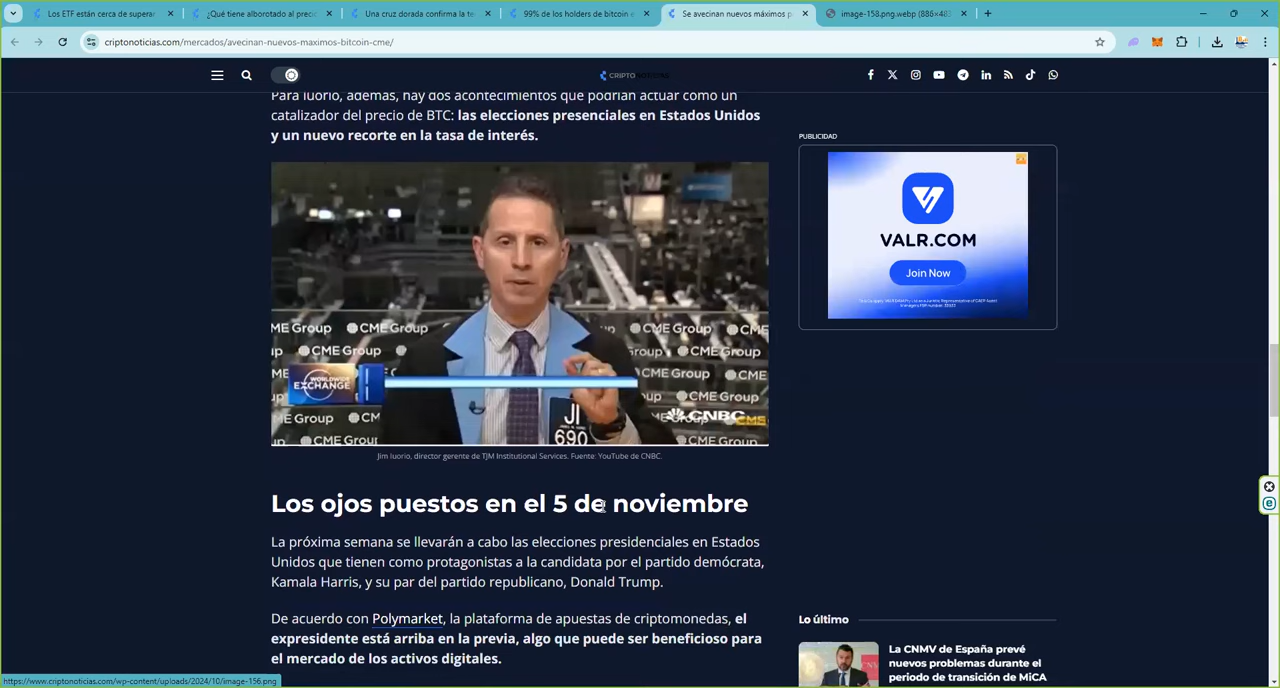 Los ETF están cerca de superar
¿Qué tiene alborotado al preci
Una cruz dorada confirma la te
99% de los holders de bitcoin e
Se avecinan nuevos máximos p
image-158.png.webp (886×483
criptonoticias.com/mercados/avecinan-nuevos-maximos-bitcoin-cme/
CRIPTONOTICIAS
Para Iuorio, además, hay dos acontecimientos que podrían actuar como un
catalizador del precio de BTC: las elecciones presenciales en Estados Unidos
y un nuevo recorte en la tasa de interés.
CME Group CME Group CME Group CME Group
CME Group CME Group
WORLDWIDE
EXCHANGE
CNBC
JI
690
CME Group
Jim Iuorio, director gerente de TJM Institutional Services. Fuente: YouTube de CNBC.
Los ojos puestos en el 5 de noviembre
La próxima semana se llevarán a cabo las elecciones presidenciales en Estados
Unidos que tienen como protagonistas a la candidata por el partido demócrata,
Kamala Harris, y su par del partido republicano, Donald Trump.
De acuerdo con Polymarket, la plataforma de apuestas de criptomonedas, el
expresidente está arriba en la previa, algo que puede ser beneficioso para
el mercado de los activos digitales.
PUBLICIDAD
VALR.COM
Join Now
Lo último
La CNMV de España prevé
nuevos problemas durante el
periodo de transición de MiCA
https://www.criptonoticias.com/wp-content/uploads/2024/10/image-156.png